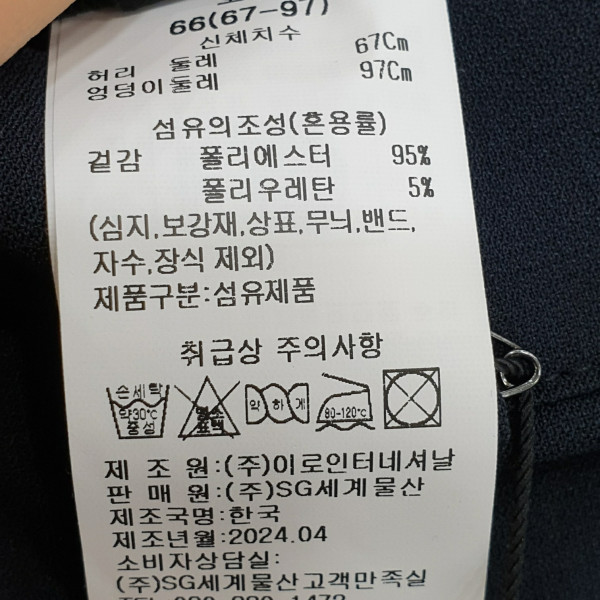 66(67-97)
신체치수
허리 둘레 67Cm
엉덩이둘레 97Cm
섬유의조성(혼용률)
겉감 폴리에스터 95%
폴리우레탄 5%
(심지,보강재,상표,무늬,밴드,
자수,장식 제외)
제품구분:섬유제품
취급상 주의사항
손세탁
약30℃
중성
염소
표백
약하게
80-120℃
제 조 원:(주)이로인터네셔날
판 매 원:(주)SG세계물산
제조국명:한국
제조년월:2024.04
소비자상담실:
(주)SG세계물산고객만족실